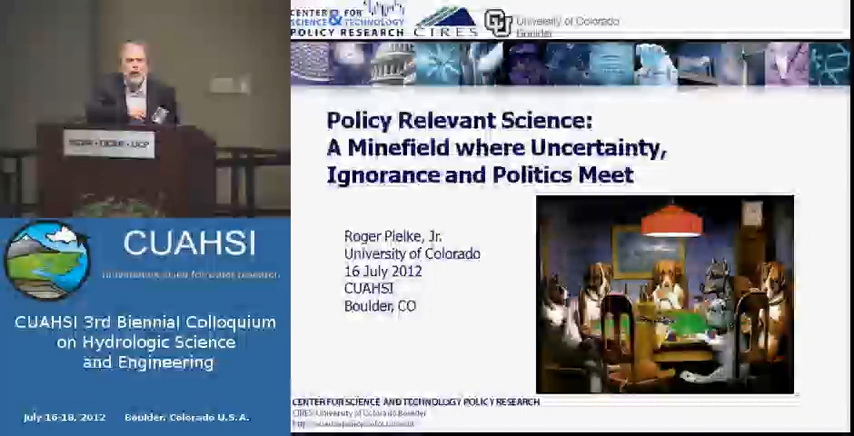 CENTER FOR
SCIENCE & TECHNOLOGY
POLICY RESEARCH
CIRES
CU
University of Colorado
Boulder
Policy Relevant Science:
A Minefield where Uncertainty,
Ignorance and Politics Meet
Roger Pielke, Jr.
University of Colorado
16 July 2012
CUAHSI
Boulder, CO
CUAHSI
CUAHSI 3rd Biennial Colloquium
on Hydrologic Science
and Engineering
July 16-18, 2012 Boulder, Colorado U.S.A.
CENTER FOR SCIENCE AND TECHNOLOGY POLICY RESEARCH
CIRES/University of Colorado Boulder